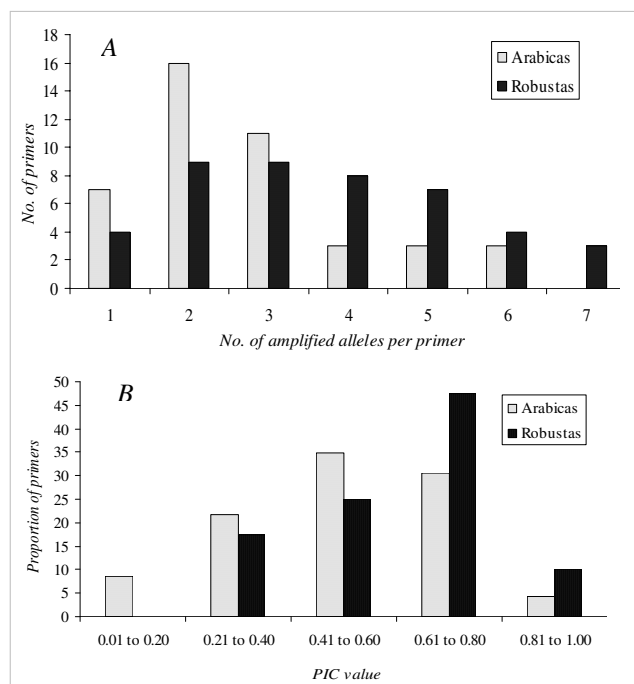 A
Arabicas
Robustas
No. of primers
18
16
14
12
10
8
6
4
2
0
1 2 3 4 5 6 7
No. of amplified alleles per primer
B
Arabicas
Robustas
Proportion of primers
50
45
40
35
30
25
20
15
10
5
0
0.01 to 0.20 0.21 to 0.40 0.41 to 0.60 0.61 to 0.80 0.81 to 1.00
PIC value